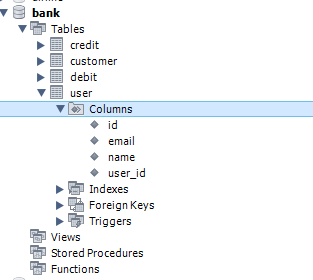 bank
Tables
credit
customer
debit
user
Columns
id
email
name
user_id
Indexes
Foreign Keys
Triggers
Views
Stored Procedures
Functions